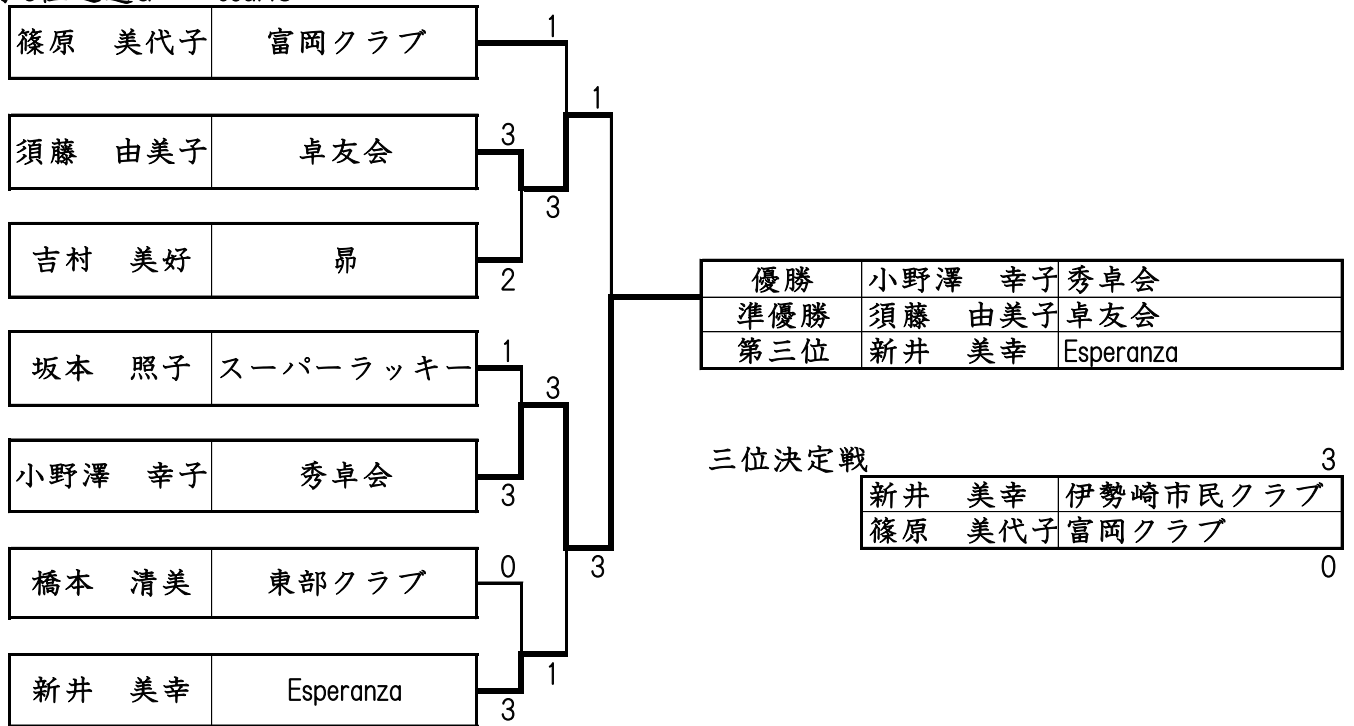 篠原　美代子 富岡クラブ 1
1
須藤　由美子 卓友会 3
3
吉村　美好 昴 2
優勝 小野澤　幸子 秀卓会
準優勝 須藤　由美子 卓友会
第三位 新井　美幸 Esperanza
坂本　照子 スーパーラッキー 1
3
三位決定戦 3
小野澤　幸子 秀卓会 3
新井　美幸 伊勢崎市民クラブ
篠原　美代子 富岡クラブ
橋本　清美 東部クラブ 0 3 0
1
新井　美幸 Esperanza 3